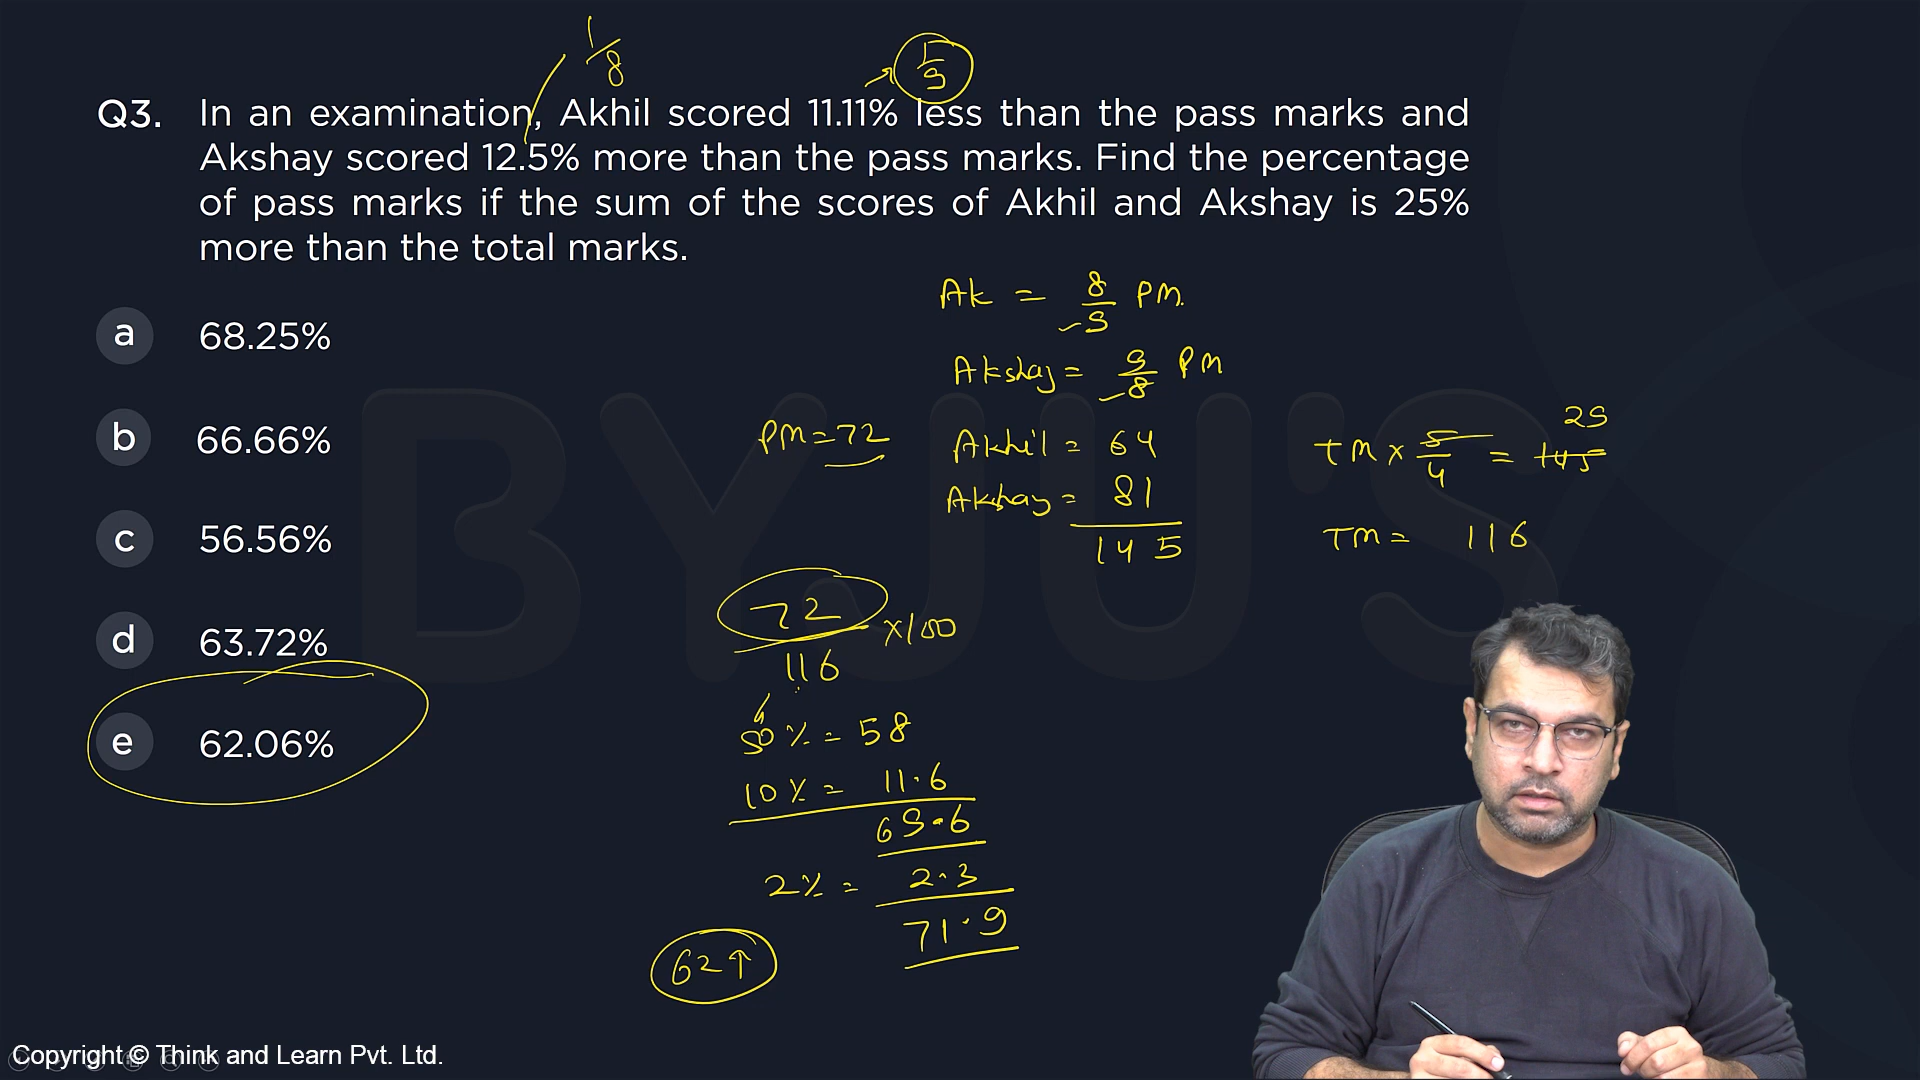 1/8
1/9
Q3. In an examination, Akhil scored 11.11% less than the pass marks and
Akshay scored 12.5% more than the pass marks. Find the percentage
of pass marks if the sum of the scores of Akhil and Akshay is 25%
more than the total marks.
a 68.25%
b 66.66%
c 56.56%
d 63.72%
e 62.06%
Ak = 8/9 PM.
Akshay = 9/8 PM
PM = 72
Akhil = 64
Akshay = 81
145
TM x 5/4 = 145
29
TM = 116
72/116 x100
50% = 58
10% = 11.6
69.6
2% = 2.3
71.9
62↑
BYJU'S
Copyright © Think and Learn Pvt. Ltd.